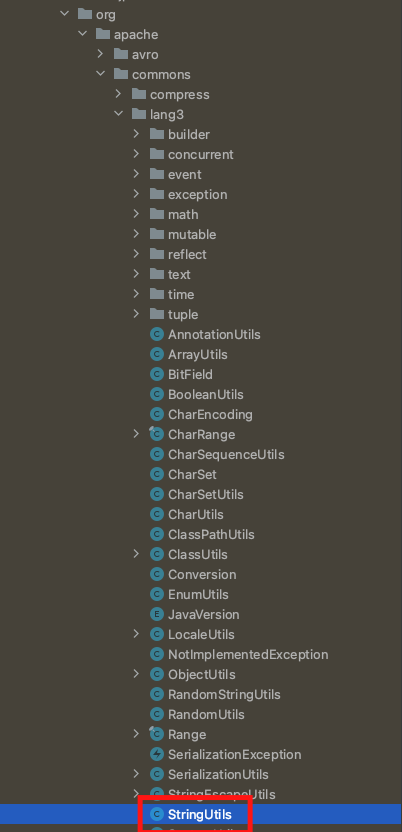 org
apache
avro
commons
compress
lang3
builder
concurrent
event
exception
math
mutable
reflect
text
time
tuple
AnnotationUtils
ArrayUtils
BitField
BooleanUtils
CharEncoding
CharRange
CharSequenceUtils
CharSet
CharSetUtils
CharUtils
ClassPathUtils
ClassUtils
Conversion
EnumUtils
JavaVersion
LocaleUtils
NotImplementedException
ObjectUtils
RandomStringUtils
RandomUtils
Range
SerializationException
SerializationUtils
StringEscapeUtils
StringUtils